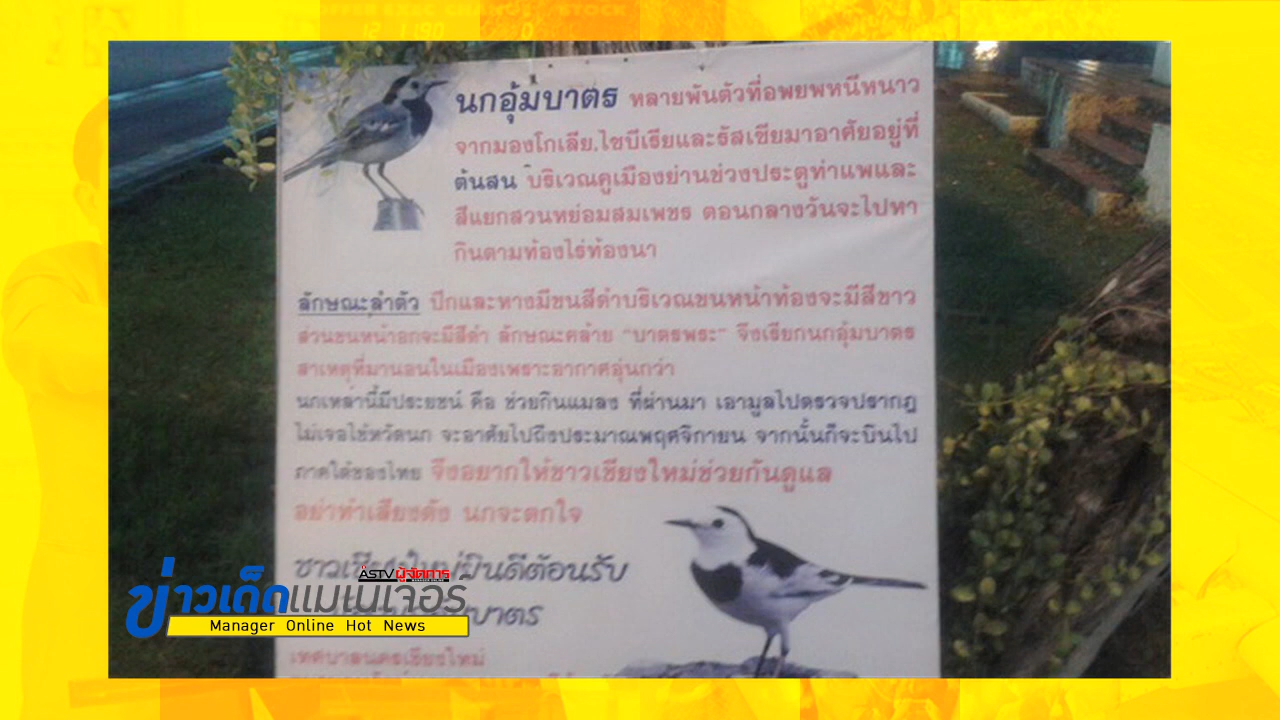 นกอุ้มบาตร หลายพันตัวที่อพยพหนีหนาว
จากมองโกเลีย.ไซบีเรียและรัสเซียมาอาศัยอยู่ที่
ต้นสน บริเวณคูเมืองย่านช่วงประตูท่าแพและ
สี่แยกสวนหย่อมสมเพชร ตอนกลางวันจะไปหา
กินตามท้องไร่ท้องนา
ลักษณะลำตัว ปีกและหางมีขนสีดำบริเวณขนหน้าท้องจะมีสีขาว
ส่วนขนหน้าอกจะมีสีดำ ลักษณะคล้าย "บาตรพระ" จึงเรียกนกอุ้มบาตร
สาเหตุที่มานอนในเมืองเพราะอากาศอุ่นกว่า
นกเหล่านี้มีประยชน์ คือ ช่วยกินแมลง ที่ผ่านมา เอามูลไปตรวจปรากฎ
ไม่เจอไข้หวัดนก จะอาศัยไปถึงประมาณพฤศจิกายน จากนั้นก็จะบินไป
ภาคใต้ของไทย จึงอยากให้ชาวเชียงใหม่ช่วยกันดูแล
อย่าทำเสียงดัง นกจะตกใจ
ชาวเชียงใหม่ยินดีต้อนรับ
บาตร
เทศบาลนครเชียงใหม่
ASTVผู้จัดการ
ข่าวเด็ดแมเนเจอร์
Manager Online Hot News